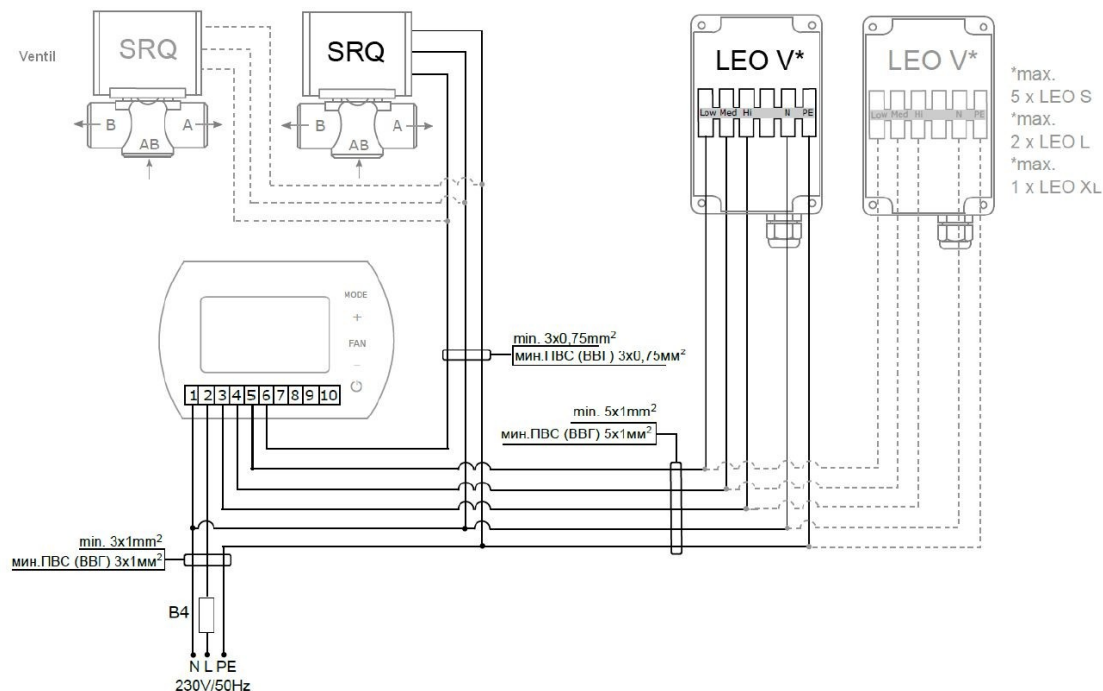 Ventil
SRQ
B A
AB
SRQ
B A
AB
LEO V*
Low Med Hi N PE
LEO V*
Low Med Hi N PE
*max.
5 x LEO S
*max.
2 x LEO L
*max.
1 x LEO XL
MODE
+
FAN
-
1 2 3 4 5 6 7 8 9 10
min. 3x0,75mm²
мин.ПВС (ВВГ) 3x0,75мм²
min. 5x1mm²
мин.ПВС (ВВГ) 5x1мм²
min. 3x1mm²
мин.ПВС (ВВГ) 3x1мм²
B4
N L PE
230V/50Hz